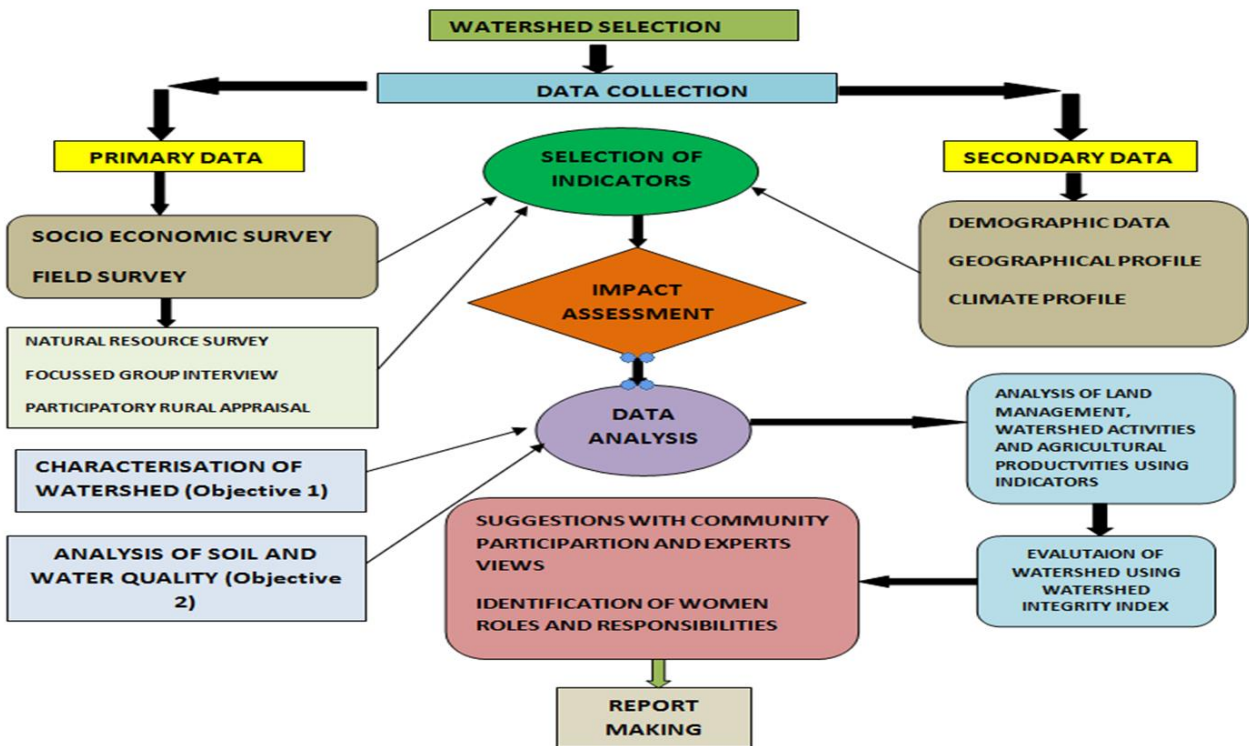 WATERSHED SELECTION
DATA COLLECTION
PRIMARY DATA
SELECTION OF
INDICATORS
SECONDARY DATA
SOCIO ECONOMIC SURVEY
FIELD SURVEY
DEMOGRAPHIC DATA
GEOGRAPHICAL PROFILE
CLIMATE PROFILE
IMPACT
ASSESSMENT
NATURAL RESOURCE SURVEY
FOCUSSED GROUP INTERVIEW
PARTICIPATORY RURAL APPRAISAL
DATA
ANALYSIS
ANALYSIS OF LAND
MANAGEMENT,
WATERSHED ACTIVITIES
AND AGRICULTURAL
PRODUCTVITIES USING
INDICATORS
CHARACTERISATION OF
WATERSHED (Objective 1)
ANALYSIS OF SOIL AND
WATER QUALITY (Objective
2)
SUGGESTIONS WITH COMMUNITY
PARTICIPARTION AND EXPERTS
VIEWS
IDENTIFICATION OF WOMEN
ROLES AND RESPONSIBILITIES
EVALUTAION OF
WATERSHED USING
WATERSHED
INTEGRITY INDEX
REPORT
MAKING